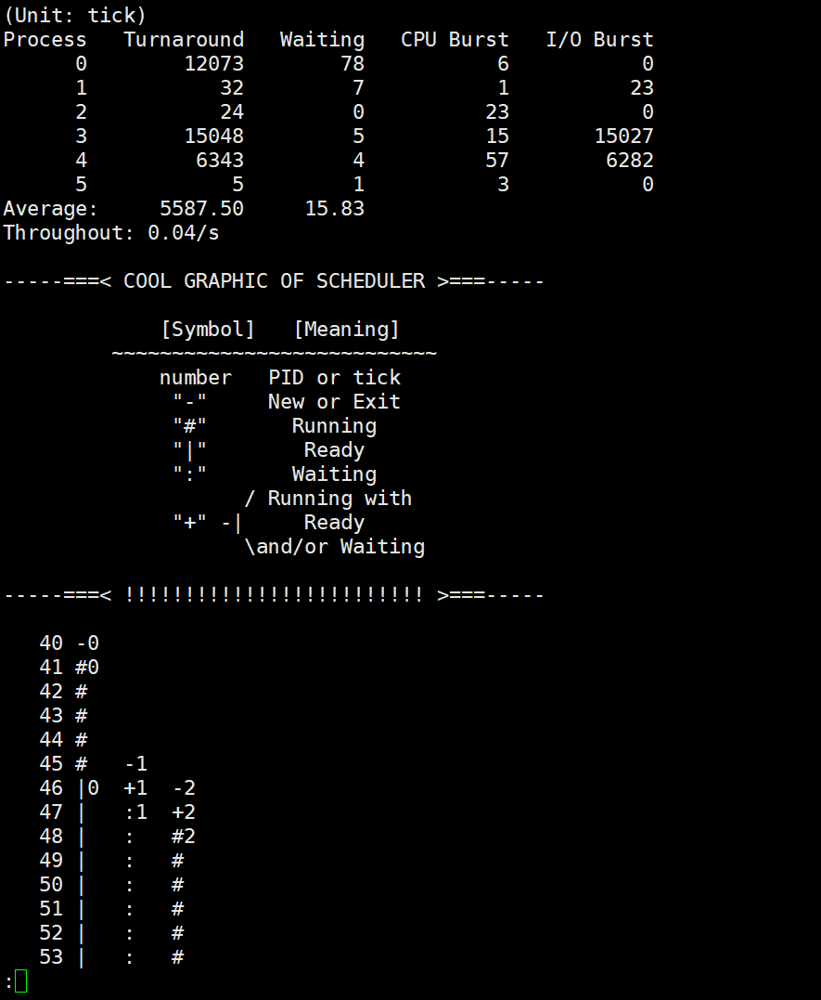 (Unit: tick)
Process   Turnaround   Waiting   CPU Burst   I/O Burst
      0        12073        78           6           0
      1           32         7           1          23
      2           24         0          23           0
      3        15048         5          15       15027
      4         6343         4          57        6282
      5            5         1           3           0
Average:     5587.50     15.83
Throughout: 0.04/s
-----===< COOL GRAPHIC OF SCHEDULER >===-----
             [Symbol]   [Meaning]
         ~~~~~~~~~~~~~~~~~~~~~~~~~~~
             number   PID or tick
              "-"     New or Exit
              "#"       Running
              "|"        Ready
              ":"       Waiting
                    / Running with
              "+" -|     Ready
                    \and/or Waiting
-----===< !!!!!!!!!!!!!!!!!!!!!!!!! >===-----
   40 -0
   41 #0
   42 #
   43 #
   44 #
   45 #   -1
   46 |0  +1  -2
   47 |   :1  +2
   48 |   :   #2
   49 |   :   #
   50 |   :   #
   51 |   :   #
   52 |   :   #
   53 |   :   #
: